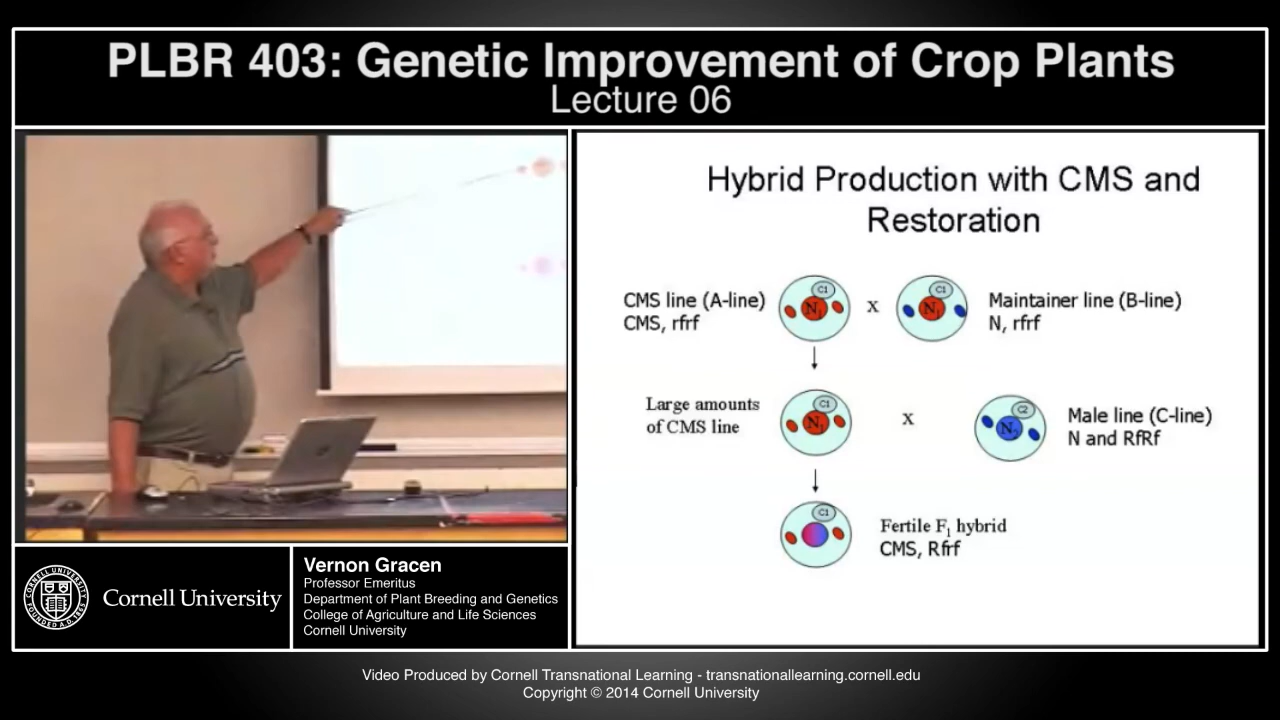 PLBR 403: Genetic Improvement of Crop Plants
Lecture 06
Hybrid Production with CMS and
Restoration
CMS line (A-line)
CMS, rfrf
C1
N1
x
C1
N1
Maintainer line (B-line)
N, rfrf
Large amounts
of CMS line
C1
N1
x
C2
N2
Male line (C-line)
N and RfRf
C1
Fertile F1 hybrid
CMS, Rfrf
Cornell University
Vernon Gracen
Professor Emeritus
Department of Plant Breeding and Genetics
College of Agriculture and Life Sciences
Cornell University
Video Produced by Cornell Transnational Learning - transnationallearning.cornell.edu
Copyright © 2014 Cornell University